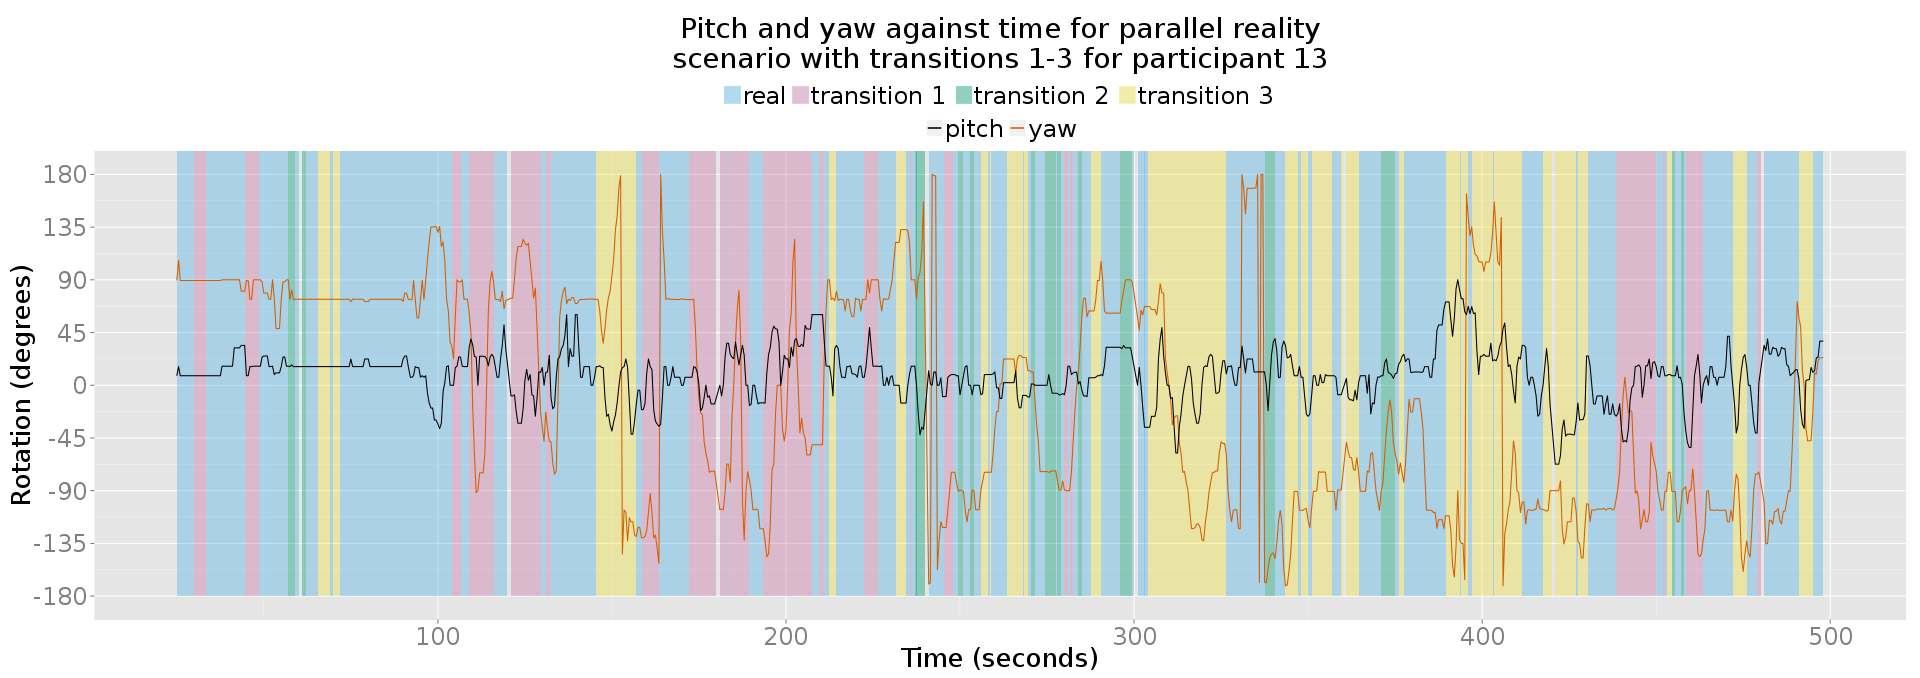 Pitch and yaw against time for parallel reality
scenario with transitions 1-3 for participant 13
real transition 1 transition 2 transition 3
pitch yaw
180
135
90
45
0
-45
-90
-135
-180
Rotation (degrees)
100 200 300 400 500
Time (seconds)